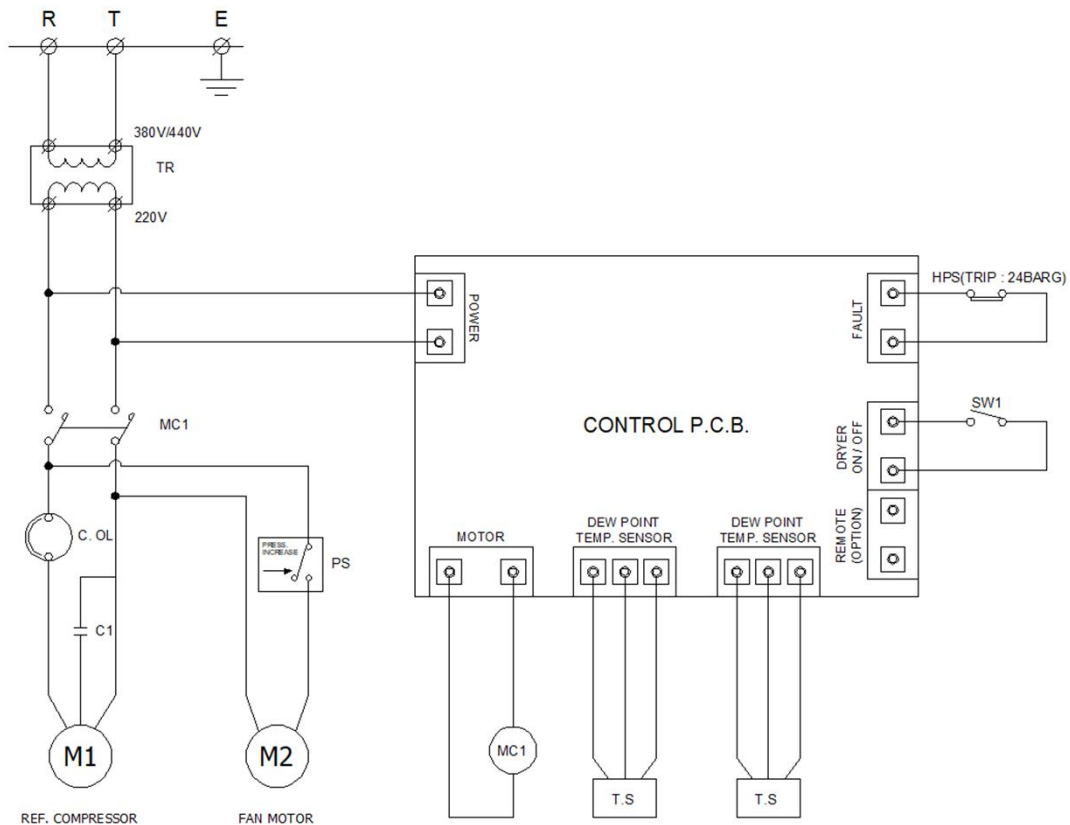 R T E
380V/440V
TR
220V
HPS(TRIP : 24BARG)
POWER
FAULT
MC1
SW1
CONTROL P.C.B.
DRYER
ON / OFF
C. OL
PRESS.
INCREASE
PS
MOTOR
DEW POINT
TEMP. SENSOR
DEW POINT
TEMP. SENSOR
REMOTE
(OPTION)
C1
M1
M2
MC1
T.S
T.S
REF. COMPRESSOR
FAN MOTOR